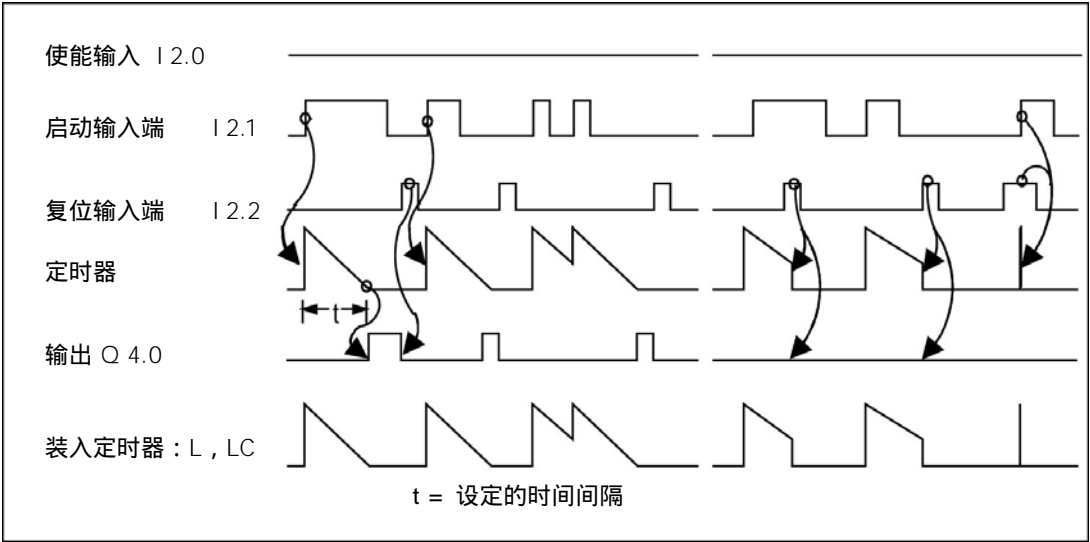 使能输入 I 2.0
启动输入端 I 2.1
复位输入端 I 2.2
定时器
t
输出 Q 4.0
装入定时器：L , LC
t = 设定的时间间隔